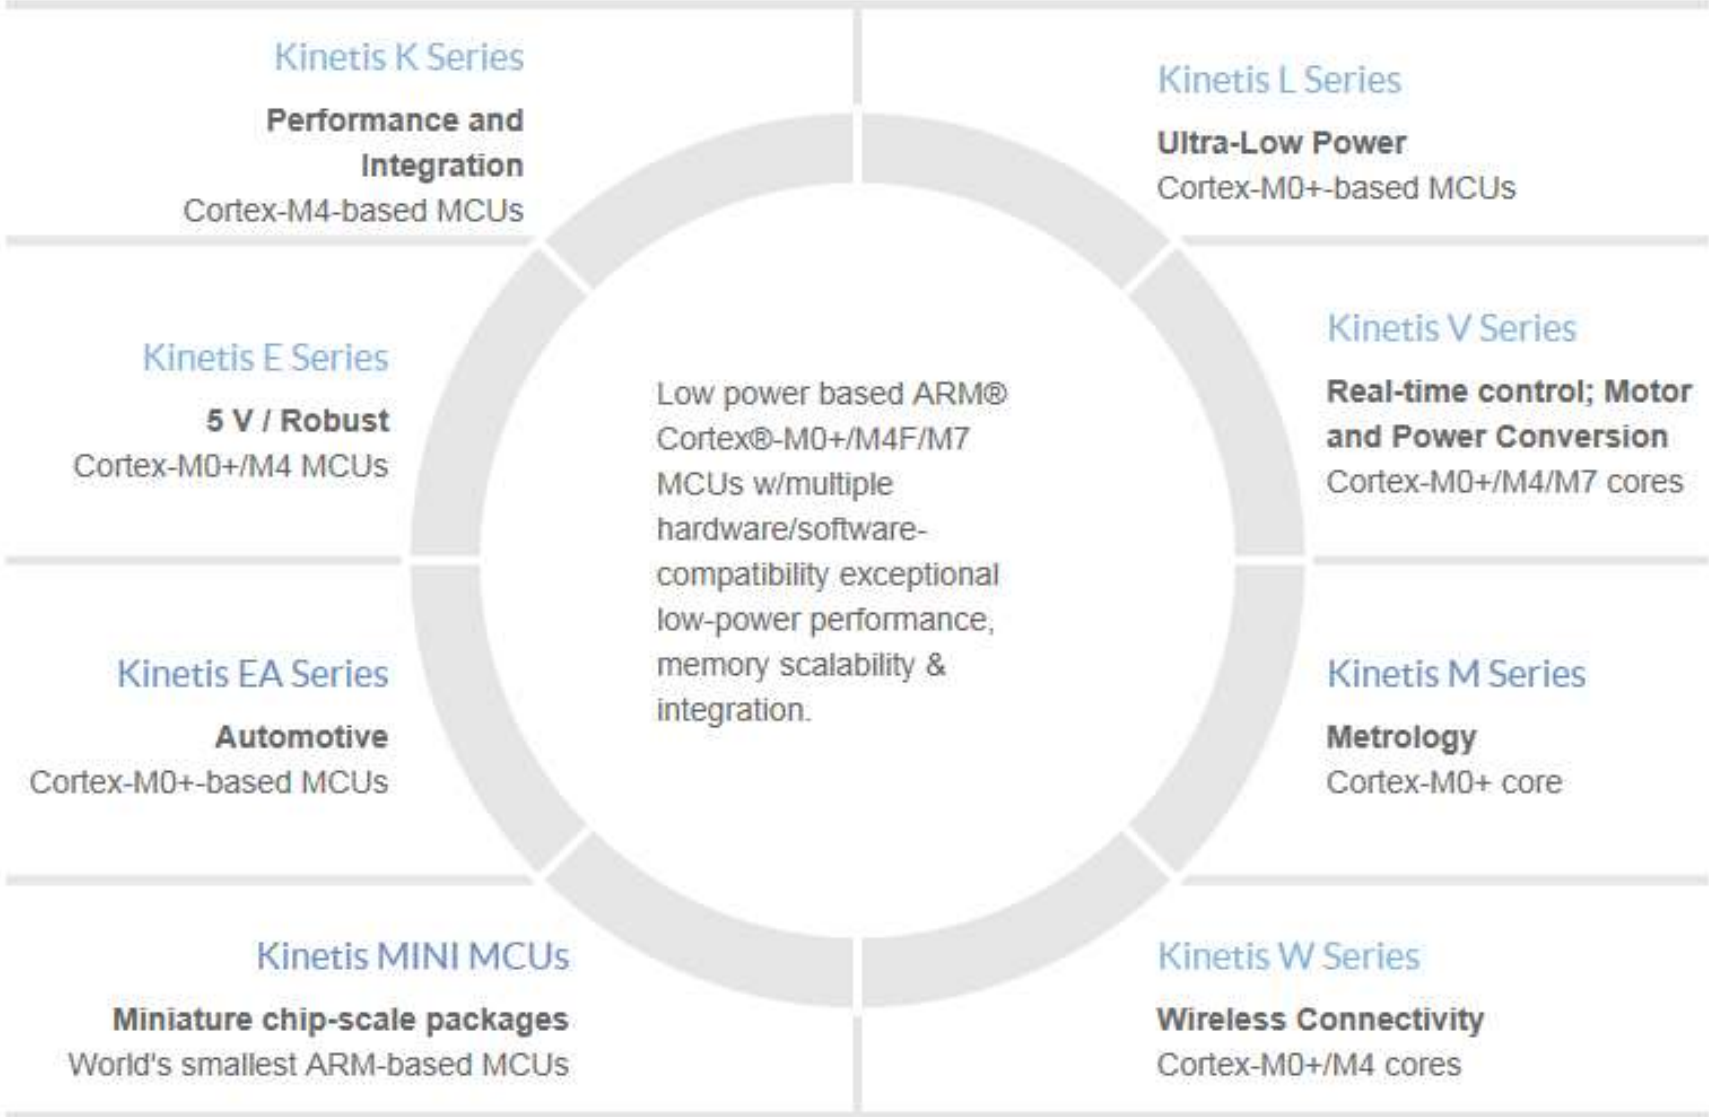 Kinetis K Series
Performance and
Integration
Cortex-M4-based MCUs
Kinetis L Series
Ultra-Low Power
Cortex-M0+-based MCUs
Kinetis E Series
5 V / Robust
Cortex-M0+/M4 MCUs
Low power based ARM®
Cortex®-M0+/M4F/M7
MCUs w/multiple
hardware/software-
compatibility exceptional
low-power performance,
memory scalability &
integration.
Kinetis V Series
Real-time control; Motor
and Power Conversion
Cortex-M0+/M4/M7 cores
Kinetis EA Series
Automotive
Cortex-M0+-based MCUs
Kinetis M Series
Metrology
Cortex-M0+ core
Kinetis MINI MCUs
Miniature chip-scale packages
World's smallest ARM-based MCUs
Kinetis W Series
Wireless Connectivity
Cortex-M0+/M4 cores